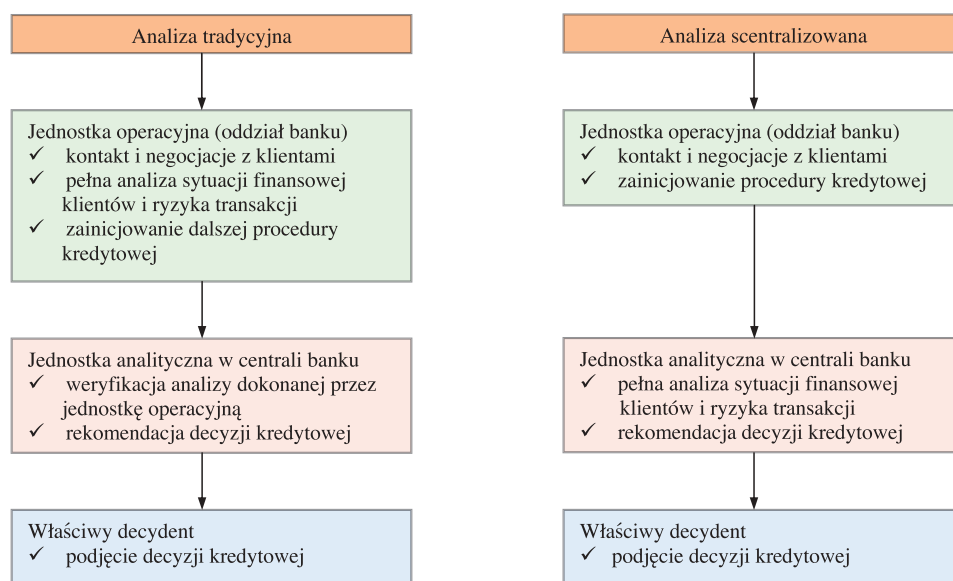 Analiza tradycyjna
Jednostka operacyjna (oddział banku)
✓ kontakt i negocjacje z klientami
✓ pełna analiza sytuacji finansowej
klientów i ryzyka transakcji
✓ zainicjowanie dalszej procedury
kredytowej
Jednostka analityczna w centrali banku
✓ weryfikacja analizy dokonanej przez
jednostkę operacyjną
✓ rekomendacja decyzji kredytowej
Właściwy decydent
✓ podjęcie decyzji kredytowej
Analiza scentralizowana
Jednostka operacyjna (oddział banku)
✓ kontakt i negocjacje z klientami
✓ zainicjowanie procedury kredytowej
Jednostka analityczna w centrali banku
✓ pełna analiza sytuacji finansowej
klientów i ryzyka transakcji
✓ rekomendacja decyzji kredytowej
Właściwy decydent
✓ podjęcie decyzji kredytowej